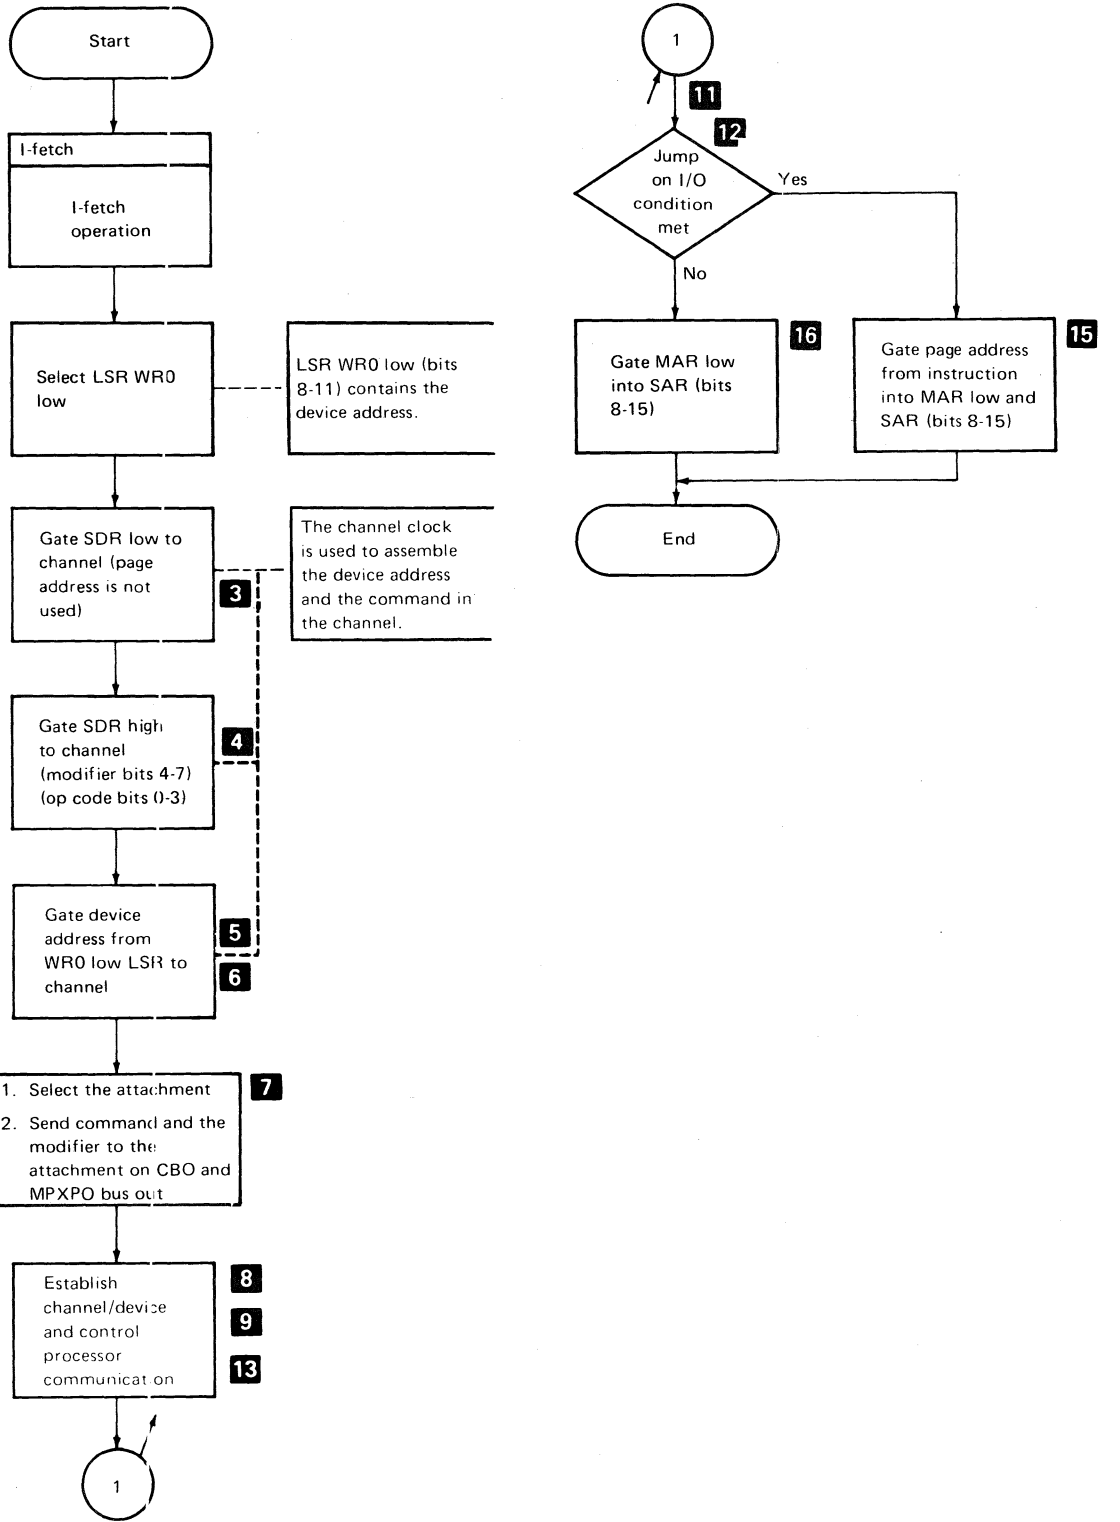 Start
I-fetch
I-fetch
operation
Select LSR WR0
low
LSR WR0 low (bits
8-11) contains the
device address.
Gate SDR low to
channel (page
address is not
used)
3
The channel clock
is used to assemble
the device address
and the command in
the channel.
Gate SDR high
to channel
(modifier bits 4-7)
(op code bits 0-3)
4
Gate device
address from
WR0 low LSR to
channel
5
6
1. Select the attachment
2. Send command and the
modifier to the
attachment on CBO and
MPXPO bus out
7
Establish
channel/device
and control
processor
communication
8
9
13
1
1
11
12
Jump
on I/O
condition
met
Yes
No
Gate MAR low
into SAR (bits
8-15)
16
Gate page address
from instruction
into MAR low and
SAR (bits 8-15)
15
End